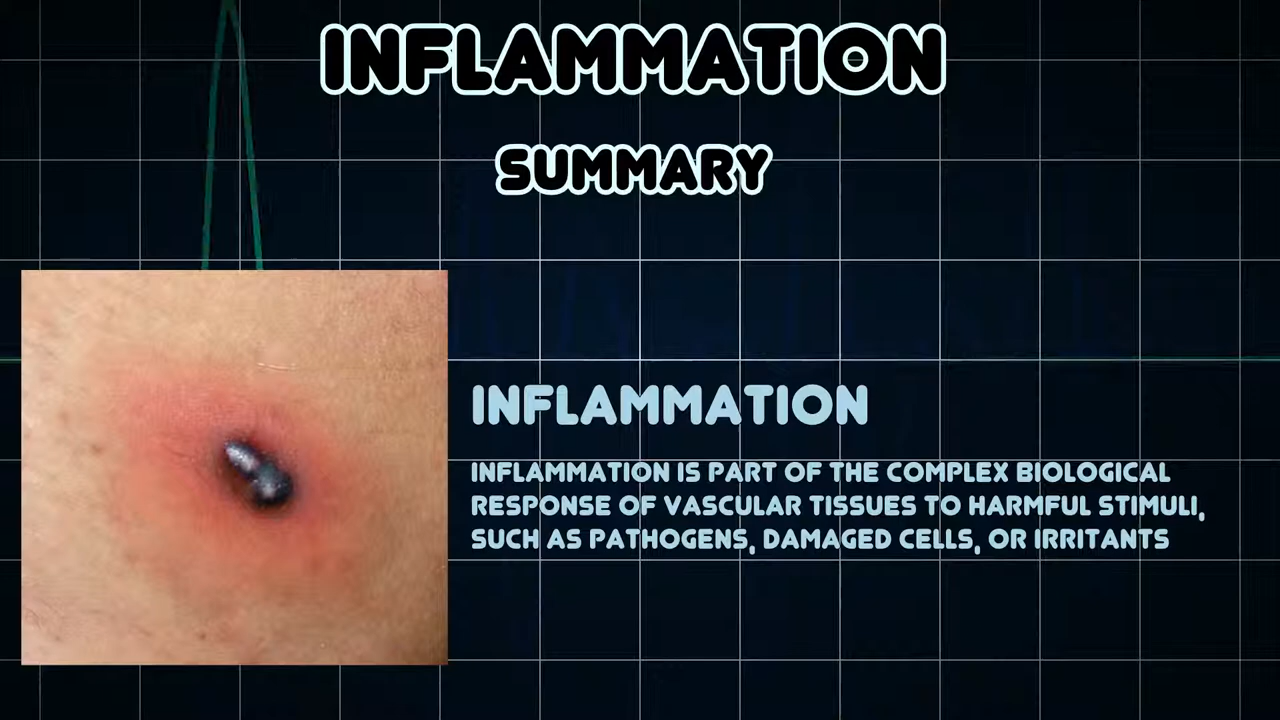 INFLAMMATION
SUMMARY
INFLAMMATION
INFLAMMATION IS PART OF THE COMPLEX BIOLOGICAL
RESPONSE OF VASCULAR TISSUES TO HARMFUL STIMULI,
SUCH AS PATHOGENS, DAMAGED CELLS, OR IRRITANTS